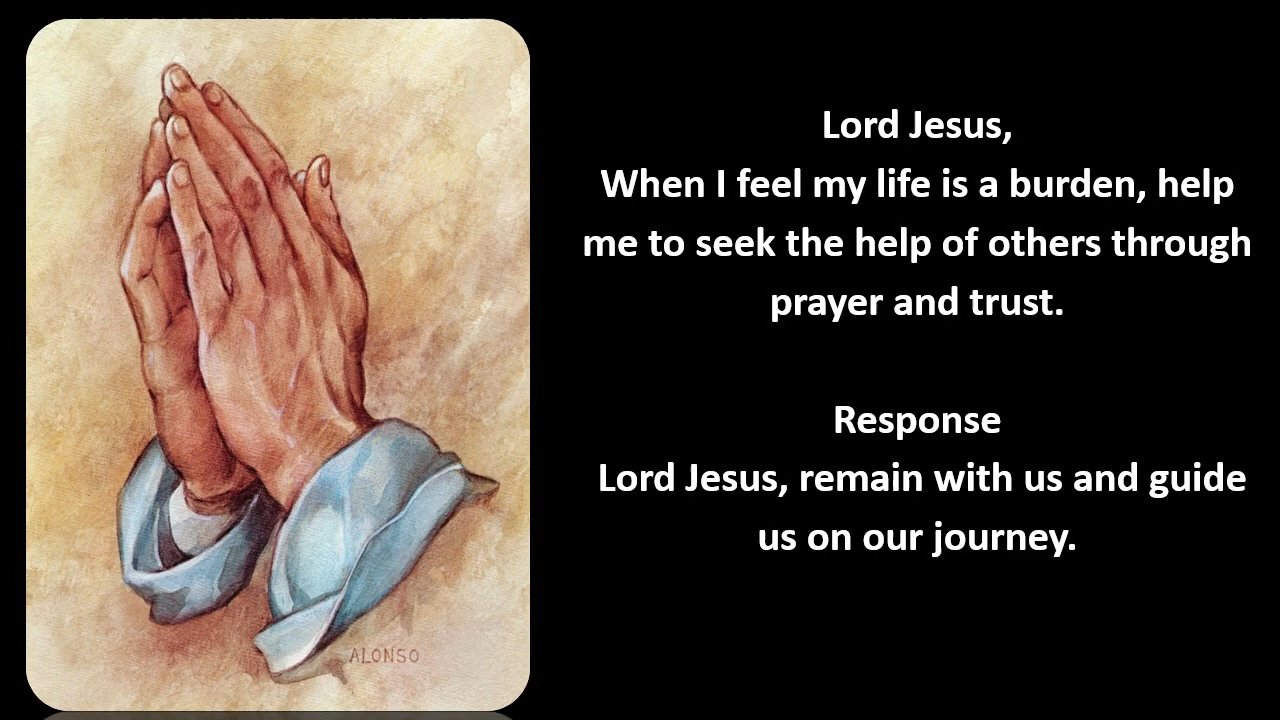 Lord Jesus,
When I feel my life is a burden, help
me to seek the help of others through
prayer and trust.
Response
Lord Jesus, remain with us and guide
us on our journey.
ALONSO